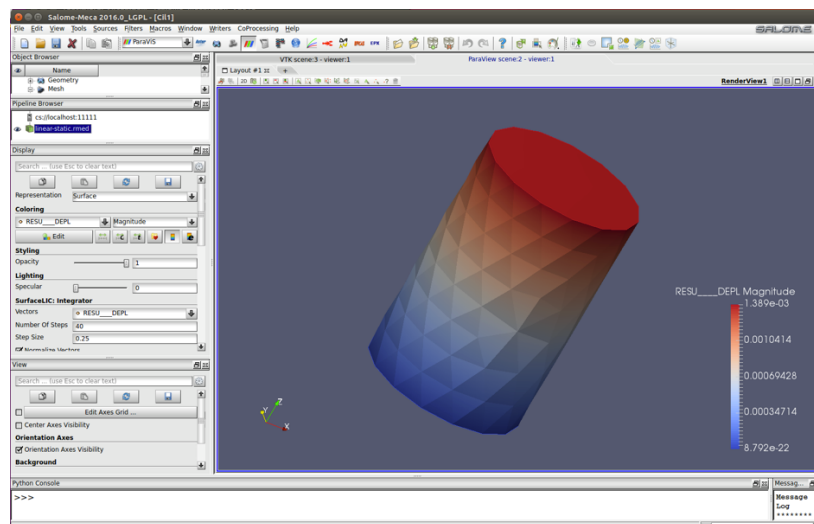 Salome-Meca 2016.0_LGPL - [Cil1]
File Edit View Tools Sources Filters Macros Window Writers CoProcessing Help
ParaViS
SALOME
Object Browser
Name
Geometry
Mesh
VTK scene:3 - viewer:1
ParaView scene:2 - viewer:1
Layout #1
RenderView1
Pipeline Browser
cs://localhost:11111
linear-static.rmed
Display
Search ... (use Esc to clear text)
Representation Surface
Coloring
RESU____DEPL Magnitude
Edit
Styling
Opacity 1
Lighting
Specular 0
SurfaceLIC: Integrator
Vectors RESU____DEPL
Number Of Steps 40
Step Size 0.25
Normalize Vectors
View
Search ... (use Esc to clear text)
Edit Axes Grid ...
Center Axes Visibility
Orientation Axes
Orientation Axes Visibility
Background
RESU____DEPL Magnitude
1.389e-03
0.0010414
0.00069428
0.00034714
8.792e-22
Z
Y
X
Python Console
>>>
Messag...
Message
Log
********